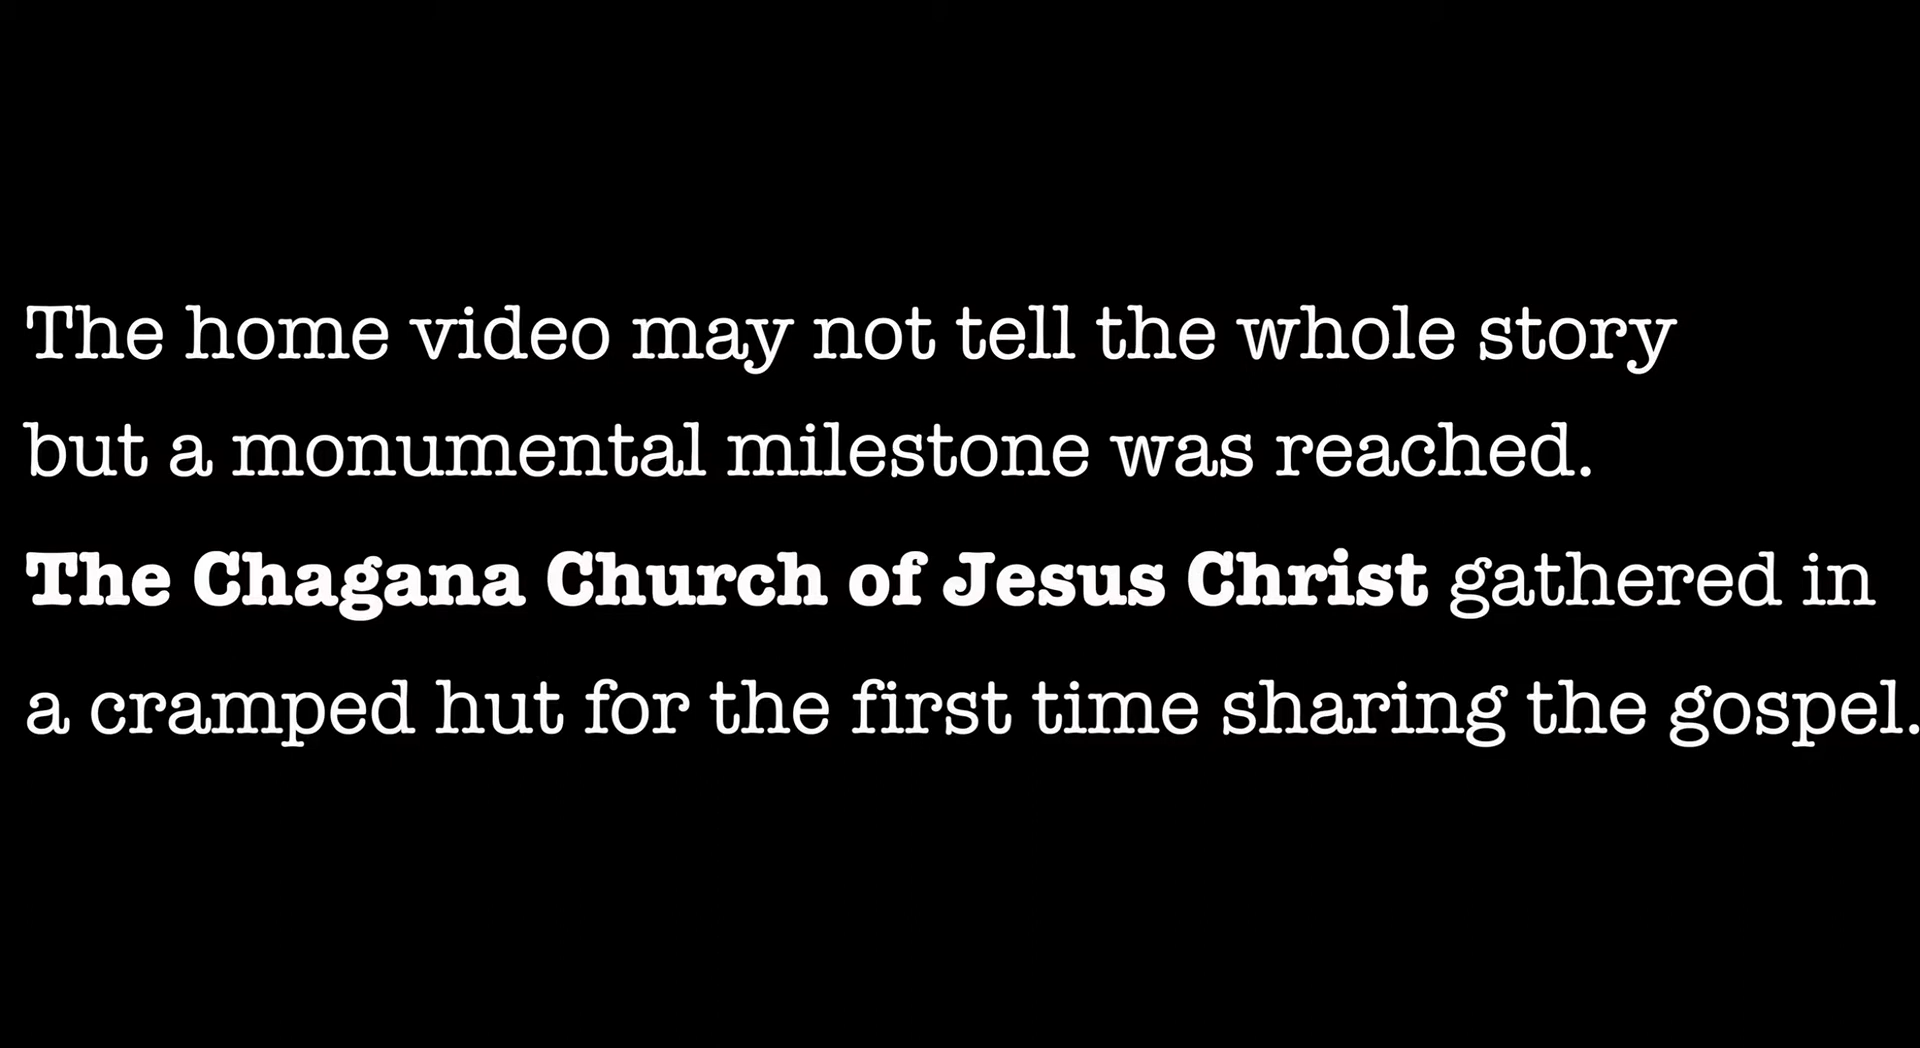 The home video may not tell the whole story
but a monumental milestone was reached.
The Chagana Church of Jesus Christ gathered in
a cramped hut for the first time sharing the gospel.